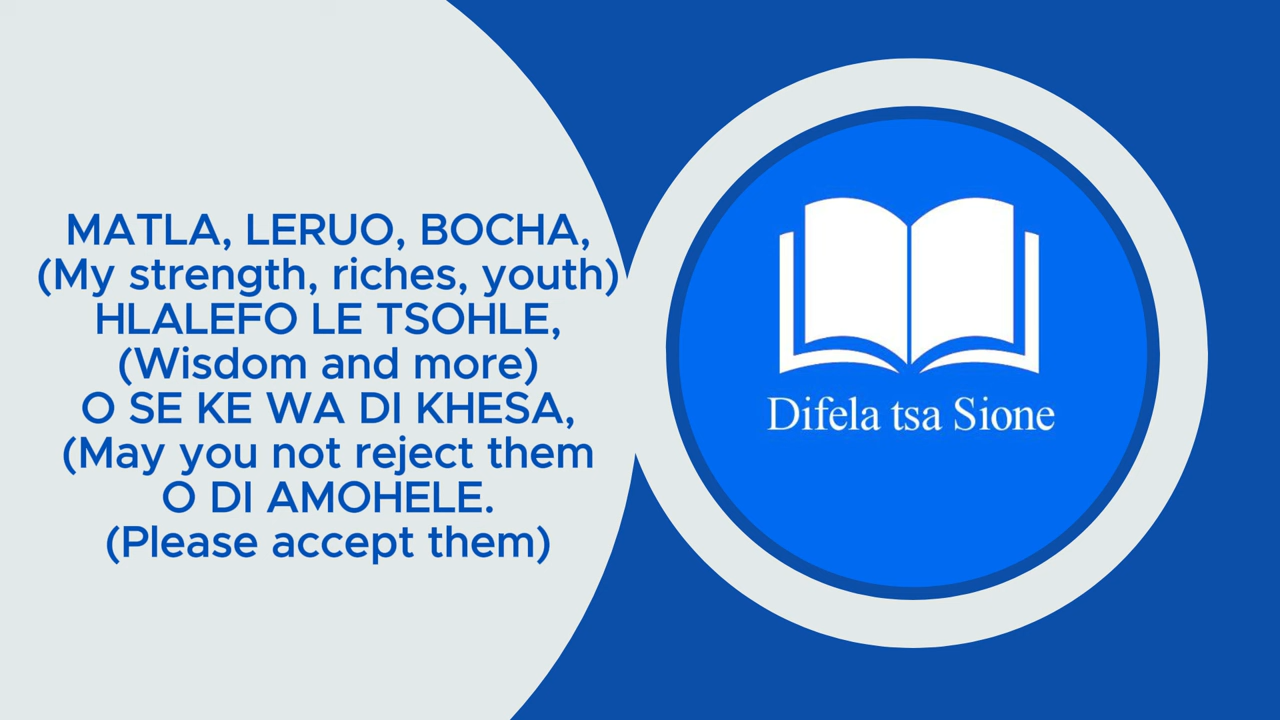 MATLA, LERUO, BOCHA,
(My strength, riches, youth)
HLALEFO LE TSOHLE,
(Wisdom and more)
O SE KE WA DI KHESA,
(May you not reject them
O DI AMOHELE.
(Please accept them)
Difela tsa Sione